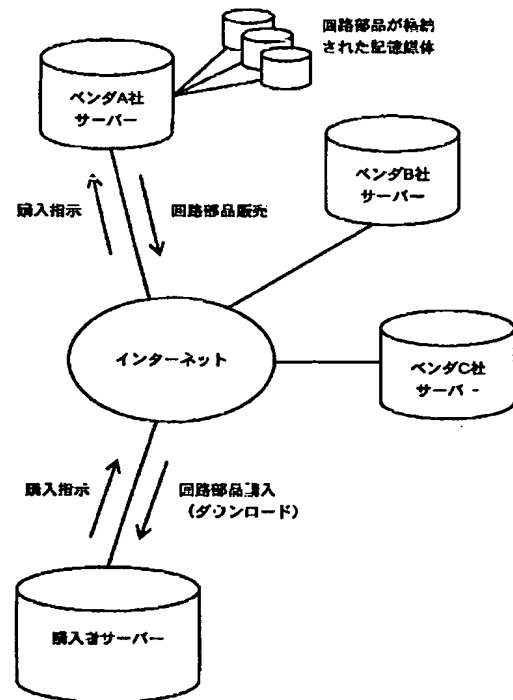 回路部品が格納
された記憶媒体
ベンダA社
サーバー
ベンダB社
サーバー
購入指示
回路部品販売
インターネット
ベンダC社
サーバー
購入指示
回路部品購入
(ダウンロード)
購入者サーバー